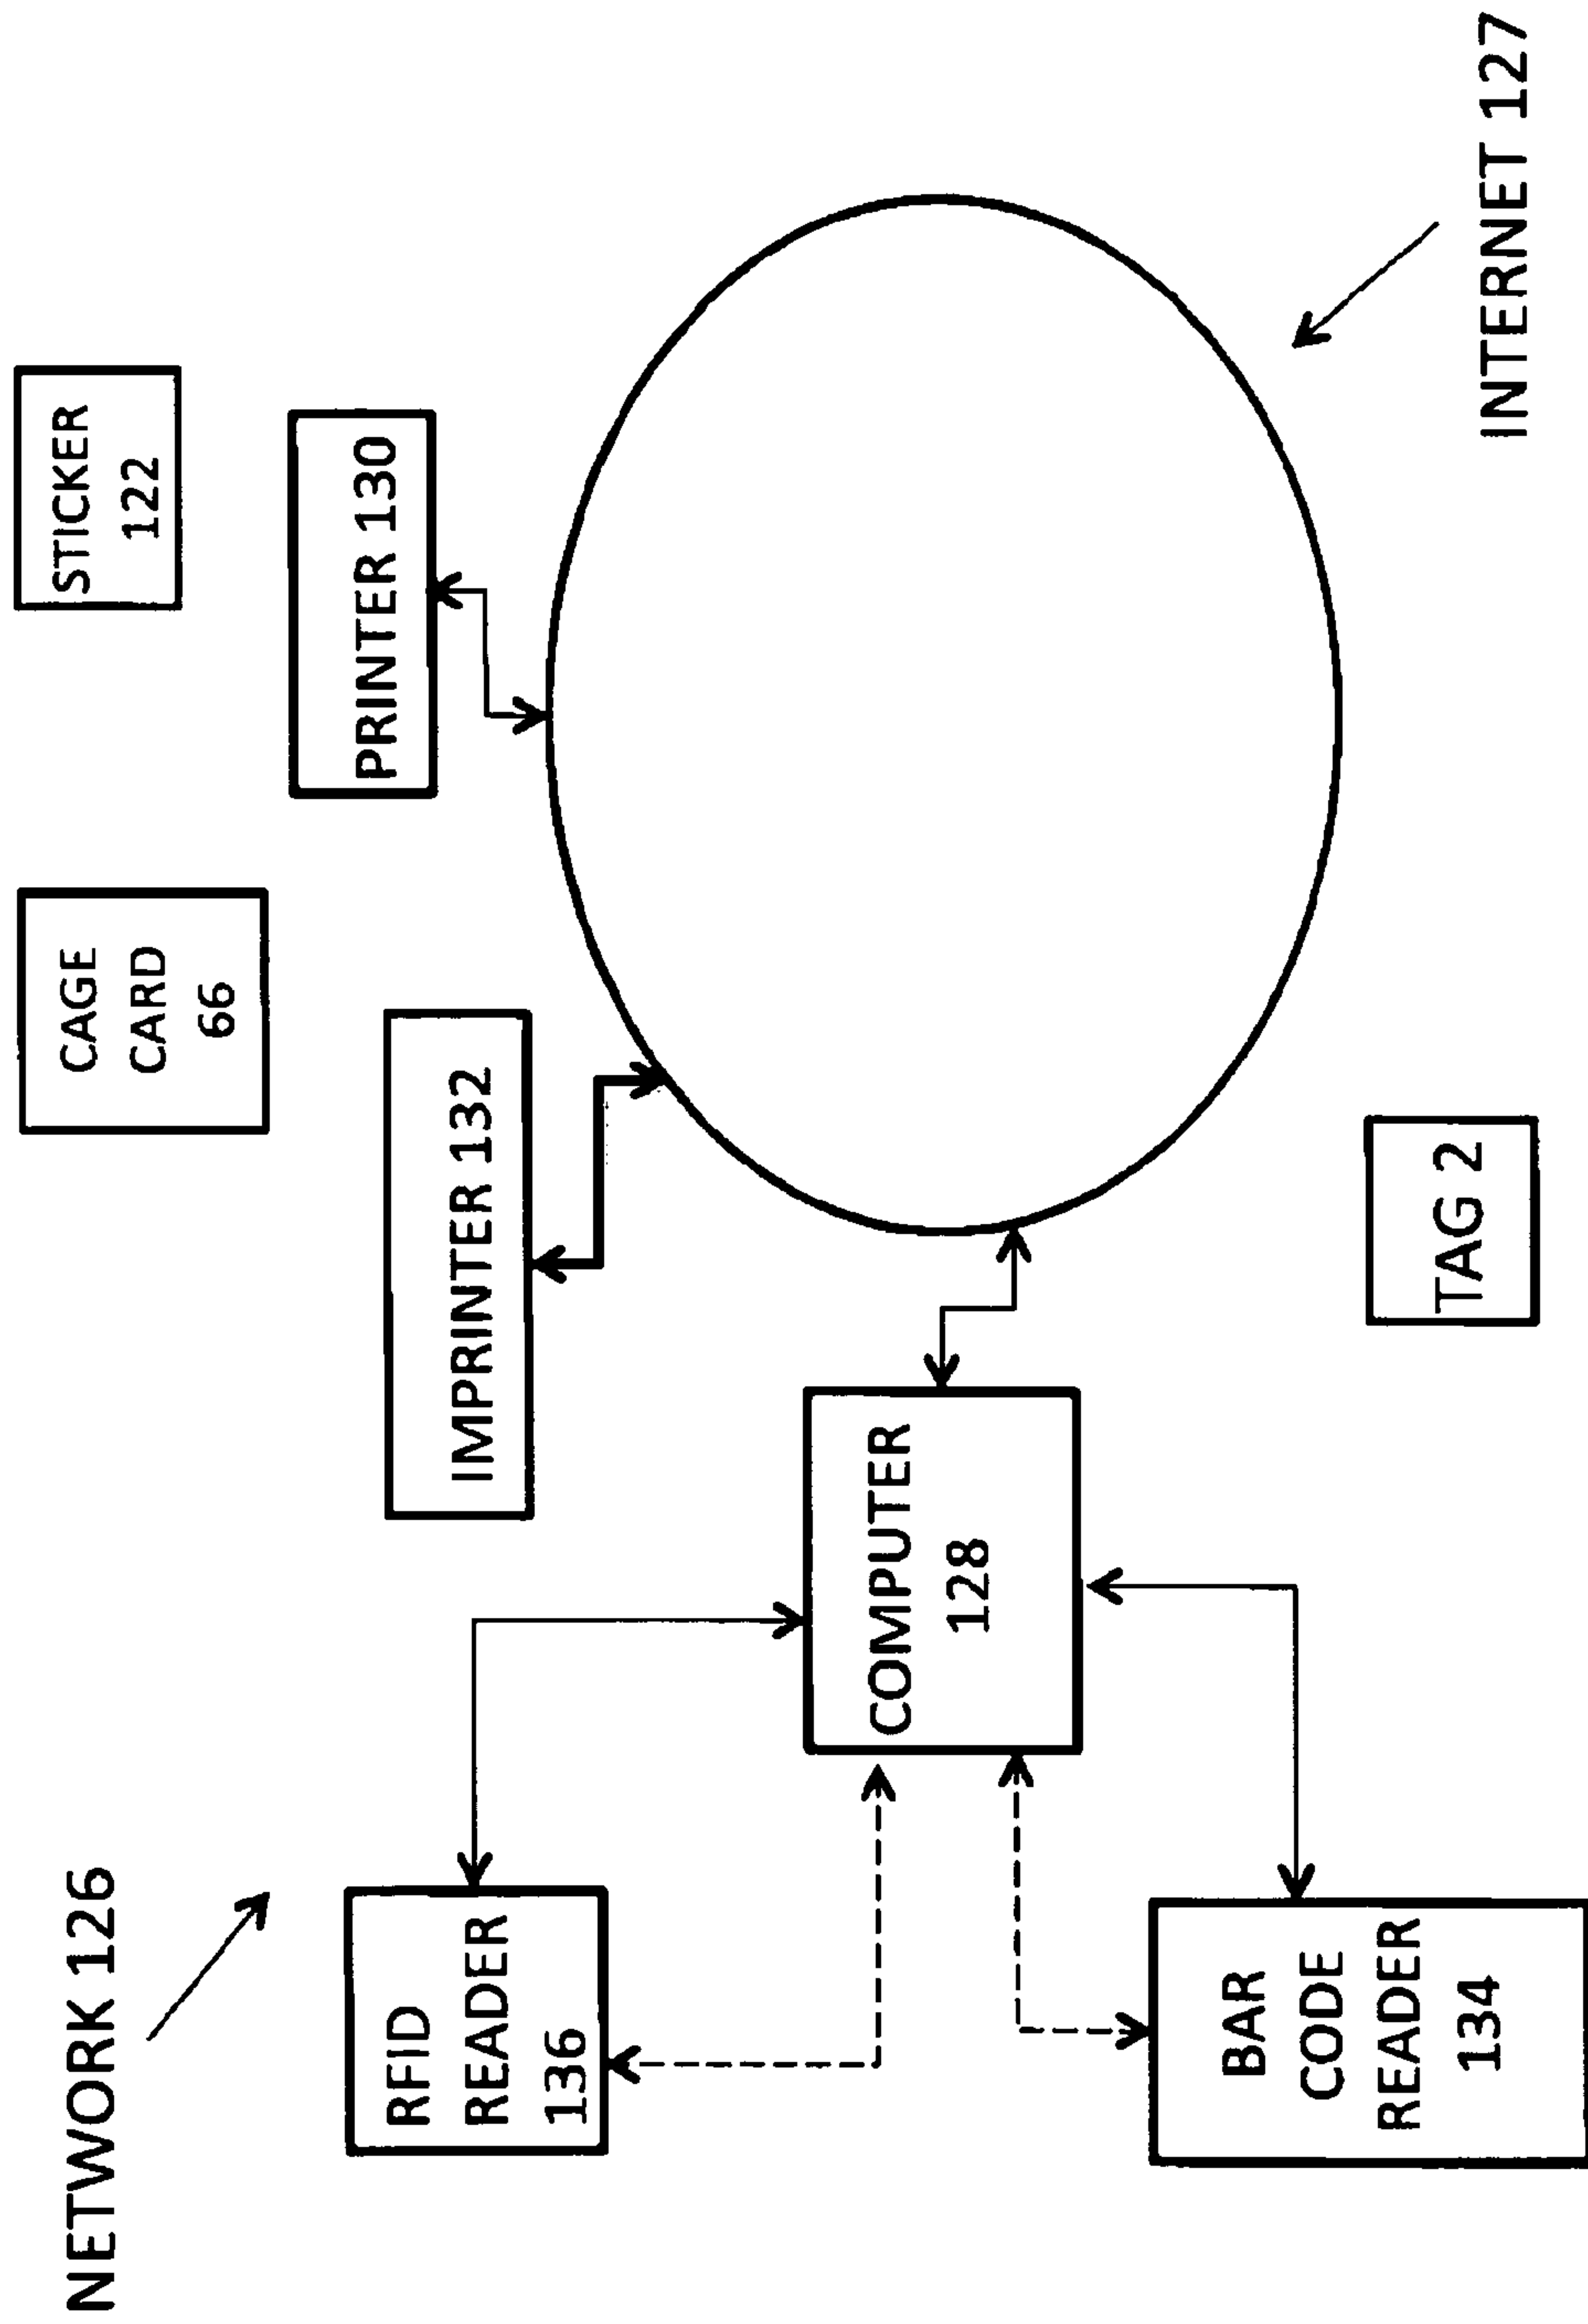 NETWORK 126
CAGE
CARD
66
STICKER
122
RFID
READER
136
IMPRINTER 132
PRINTER 130
COMPUTER
128
BAR
CODE
READER
134
TAG 2
INTERNET 127